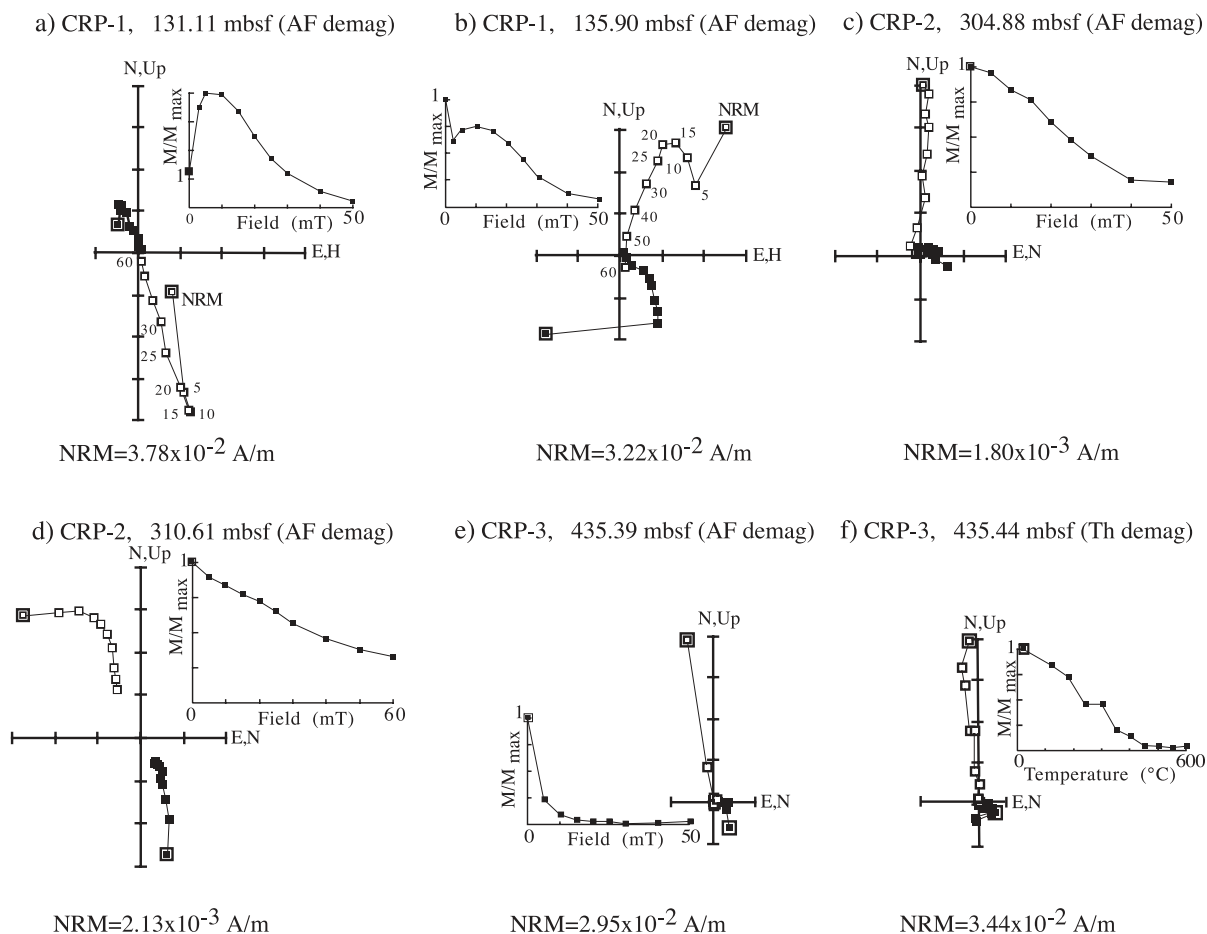 a) CRP-1, 131.11 mbsf (AF demag)
N,Up
M/M max
1
0
Field (mT)
50
E,H
60
NRM
30
25
20
5
15
10
NRM=3.78x10-2 A/m
b) CRP-1, 135.90 mbsf (AF demag)
1
M/M max
0
Field (mT)
50
N,Up
NRM
20
15
25
10
30
5
40
50
E,H
60
NRM=3.22x10-2 A/m
c) CRP-2, 304.88 mbsf (AF demag)
N,Up
1
M/M max
0
Field (mT)
50
E,N
NRM=1.80x10-3 A/m
d) CRP-2, 310.61 mbsf (AF demag)
N,Up
1
M/M max
0
Field (mT)
60
E,N
NRM=2.13x10-3 A/m
e) CRP-3, 435.39 mbsf (AF demag)
N,Up
1
M/M max
0
Field (mT)
50
E,N
NRM=2.95x10-2 A/m
f) CRP-3, 435.44 mbsf (Th demag)
N,Up
1
M/M max
0
600
Temperature (°C)
E,N
NRM=3.44x10-2 A/m